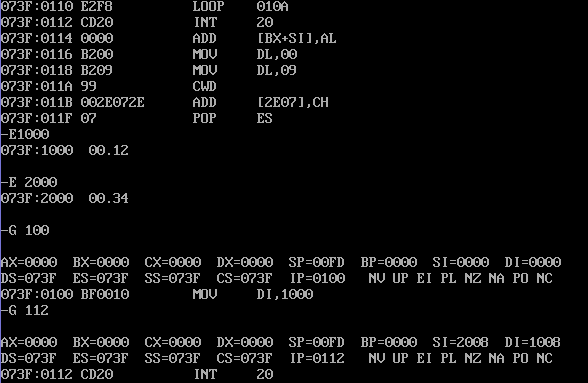 073F:0110 E2F8          LOOP    010A
073F:0112 CD20          INT     20
073F:0114 0000          ADD     [BX+SI],AL
073F:0116 B200          MOV     DL,00
073F:0118 B209          MOV     DL,09
073F:011A 99            CWD
073F:011B 002E072E      ADD     [2E07],CH
073F:011F 07            POP     ES
-E1000
073F:1000  00.12
-E 2000
073F:2000  00.34
-G 100
AX=0000  BX=0000  CX=0000  DX=0000  SP=00FD  BP=0000  SI=0000  DI=0000
DS=073F  ES=073F  SS=073F  CS=073F  IP=0100   NV UP EI PL NZ NA PO NC
073F:0100 BF0010        MOV     DI,1000
-G 112
AX=0000  BX=0000  CX=0000  DX=0000  SP=00FD  BP=0000  SI=2008  DI=1008
DS=073F  ES=073F  SS=073F  CS=073F  IP=0112   NV UP EI PL NZ NA PO NC
073F:0112 CD20          INT     20